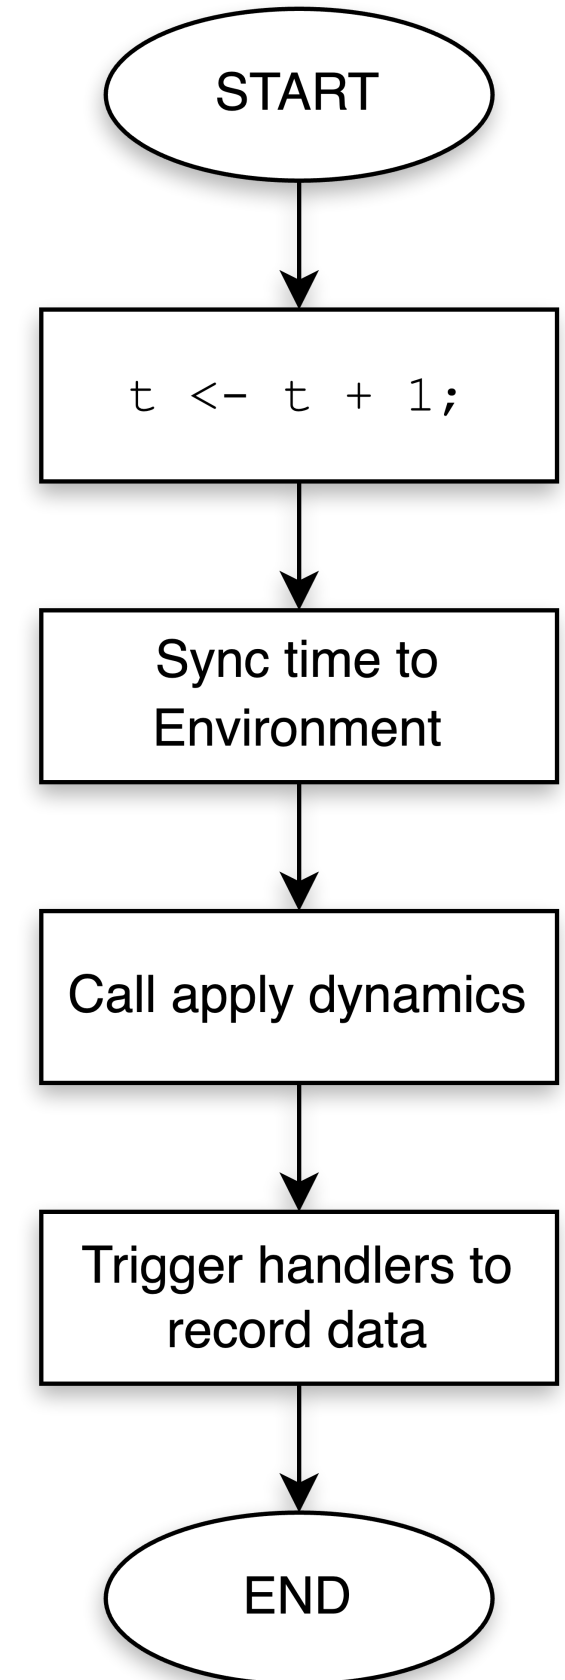 START
t <- t + 1;
Sync time to
Environment
Call apply dynamics
Trigger handlers to
record data
END